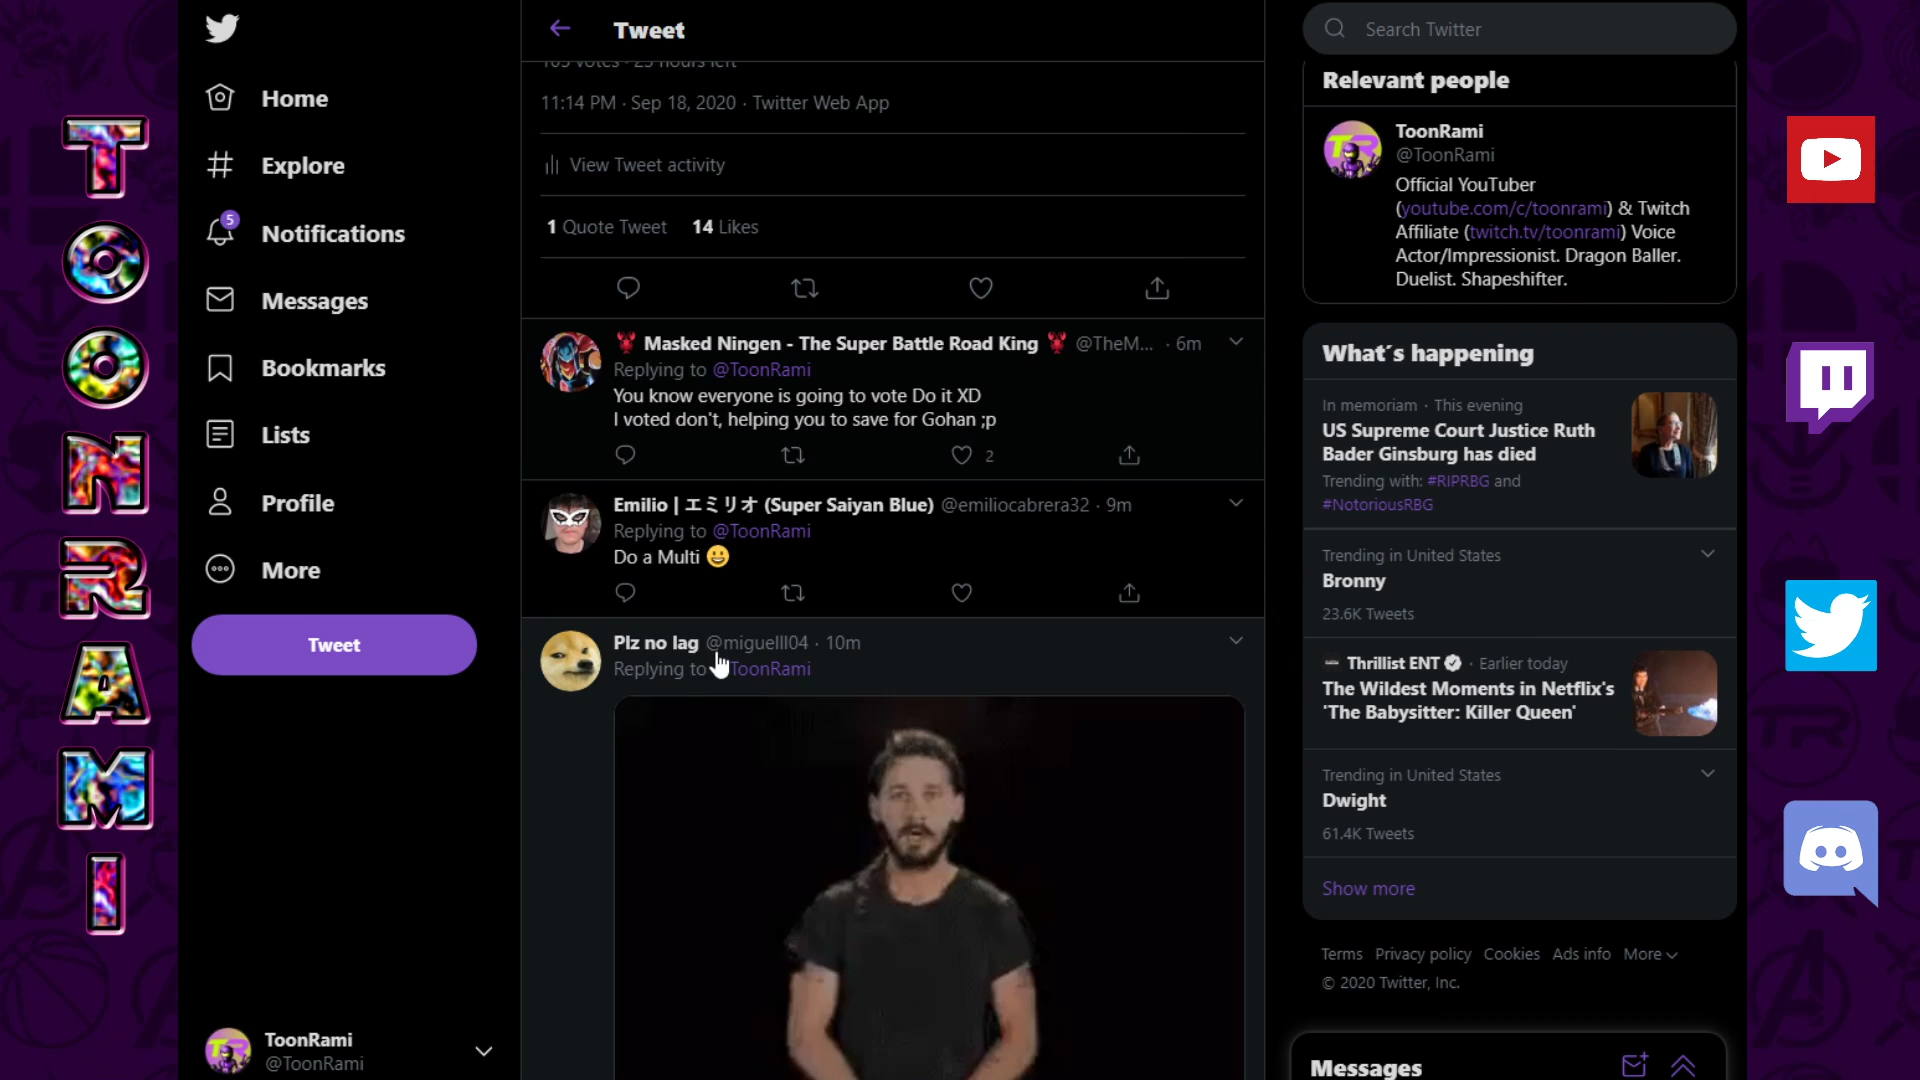 TOONRAMI
Home
Explore
5
Notifications
Messages
Bookmarks
Lists
Profile
More
Tweet
ToonRami
@ToonRami
Tweet
11:14 PM · Sep 18, 2020 · Twitter Web App
View Tweet activity
1 Quote Tweet 14 Likes
🦞 Masked Ningen - The Super Battle Road King 🦞 @TheM... · 6m
Replying to @ToonRami
You know everyone is going to vote Do it XD
I voted don't, helping you to save for Gohan ;p
2
Emilio | エミリオ (Super Saiyan Blue) @emiliocabrera32 · 9m
Replying to @ToonRami
Do a Multi 😀
Plz no lag @miguelll04 · 10m
Replying to @ToonRami
Search Twitter
Relevant people
ToonRami
@ToonRami
Official YouTuber
(youtube.com/c/toonrami) & Twitch
Affiliate (twitch.tv/toonrami) Voice
Actor/Impressionist. Dragon Baller.
Duelist. Shapeshifter.
What´s happening
In memoriam · This evening
US Supreme Court Justice Ruth
Bader Ginsburg has died
Trending with: #RIPRBG and
#NotoriousRBG
Trending in United States
Bronny
23.6K Tweets
Thrillist ENT · Earlier today
The Wildest Moments in Netflix's
'The Babysitter: Killer Queen'
Trending in United States
Dwight
61.4K Tweets
Show more
Terms Privacy policy Cookies Ads info More
© 2020 Twitter, Inc.
Messages